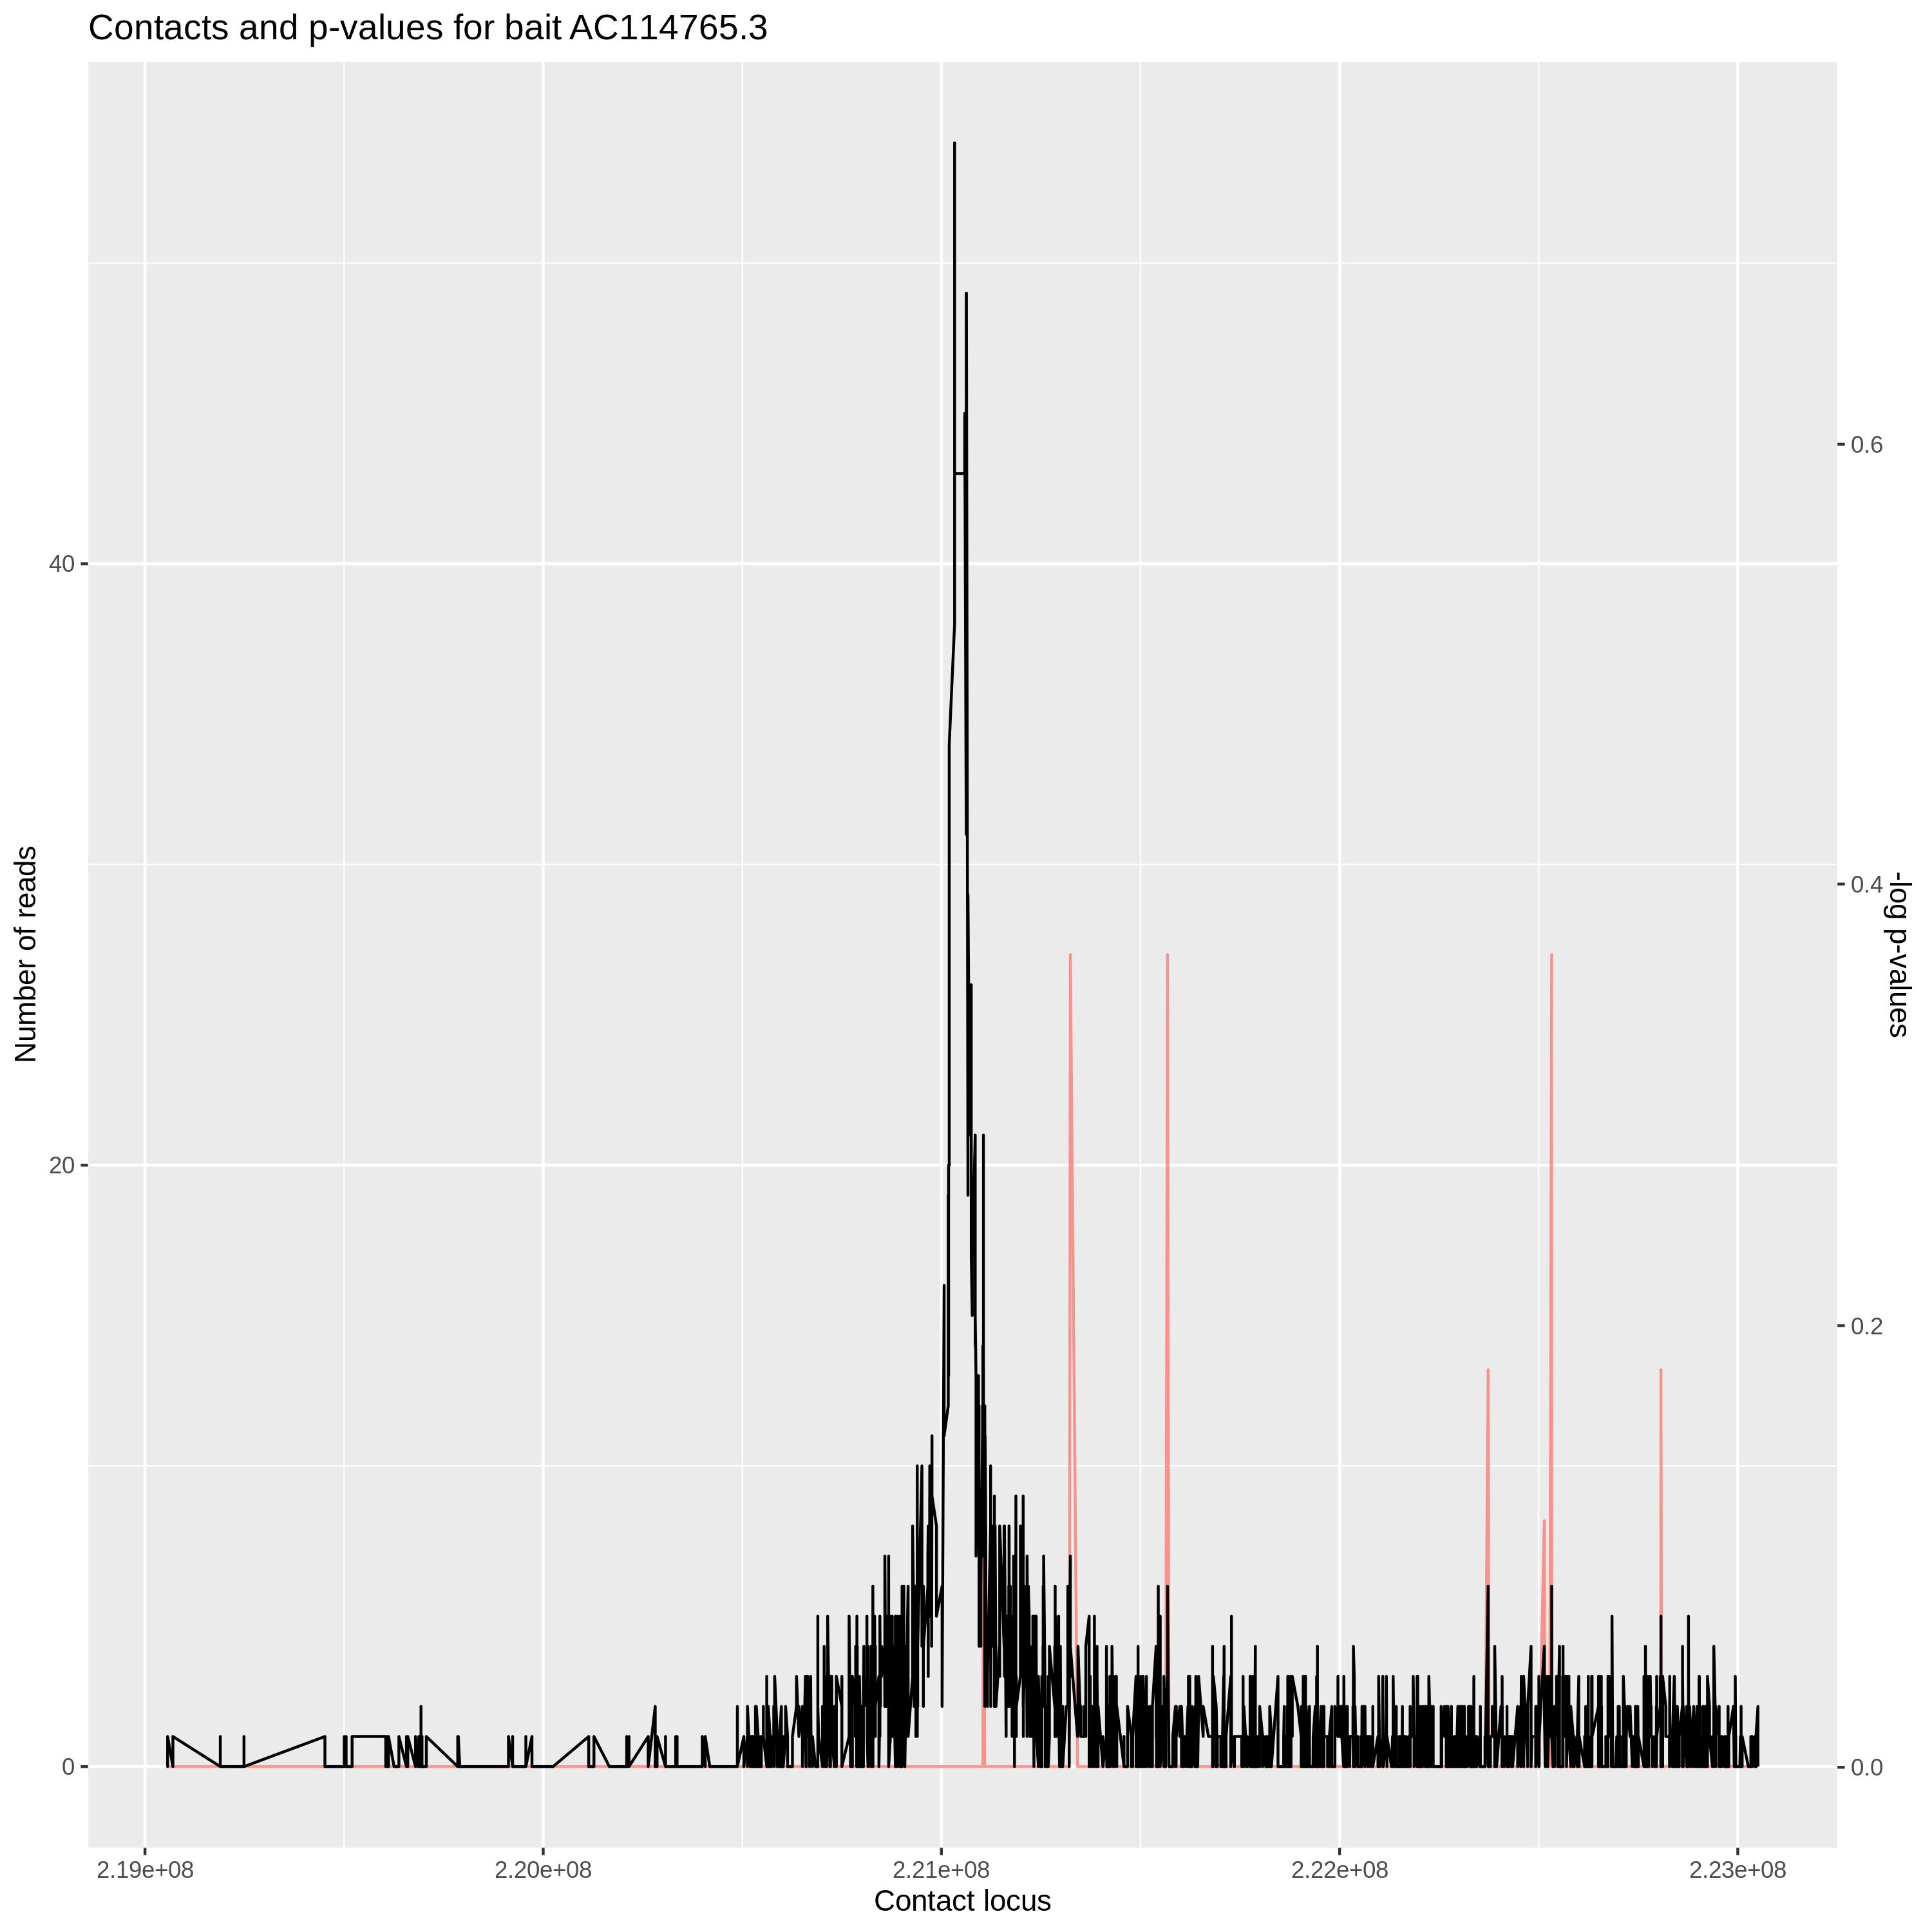 Contacts and p-values for bait AC114765.3
Number of reads
40
20
0
0.6
0.4
0.2
0.0
-log p-values
2.19e+08 2.20e+08 2.21e+08 2.22e+08 2.23e+08
Contact locus